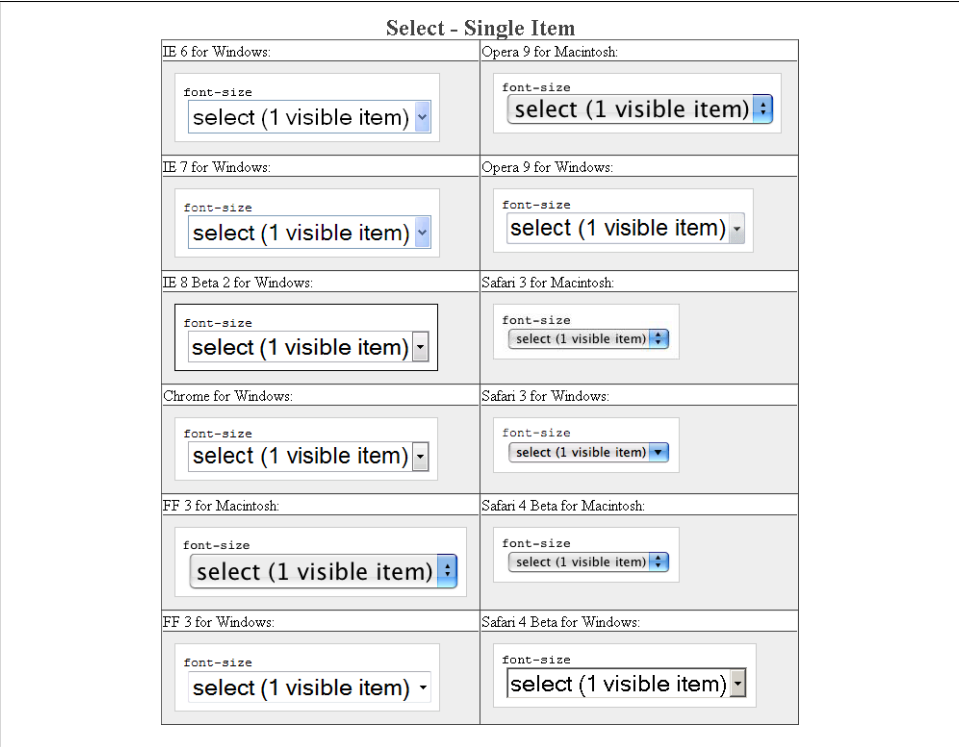 Select - Single Item
IE 6 for Windows:
font-size
select (1 visible item)
Opera 9 for Macintosh:
font-size
select (1 visible item)
IE 7 for Windows:
font-size
select (1 visible item)
Opera 9 for Windows:
font-size
select (1 visible item)
IE 8 Beta 2 for Windows:
font-size
select (1 visible item)
Safari 3 for Macintosh:
font-size
select (1 visible item)
Chrome for Windows:
font-size
select (1 visible item)
Safari 3 for Windows:
font-size
select (1 visible item)
FF 3 for Macintosh:
font-size
select (1 visible item)
Safari 4 Beta for Macintosh:
font-size
select (1 visible item)
FF 3 for Windows:
font-size
select (1 visible item)
Safari 4 Beta for Windows:
font-size
select (1 visible item)